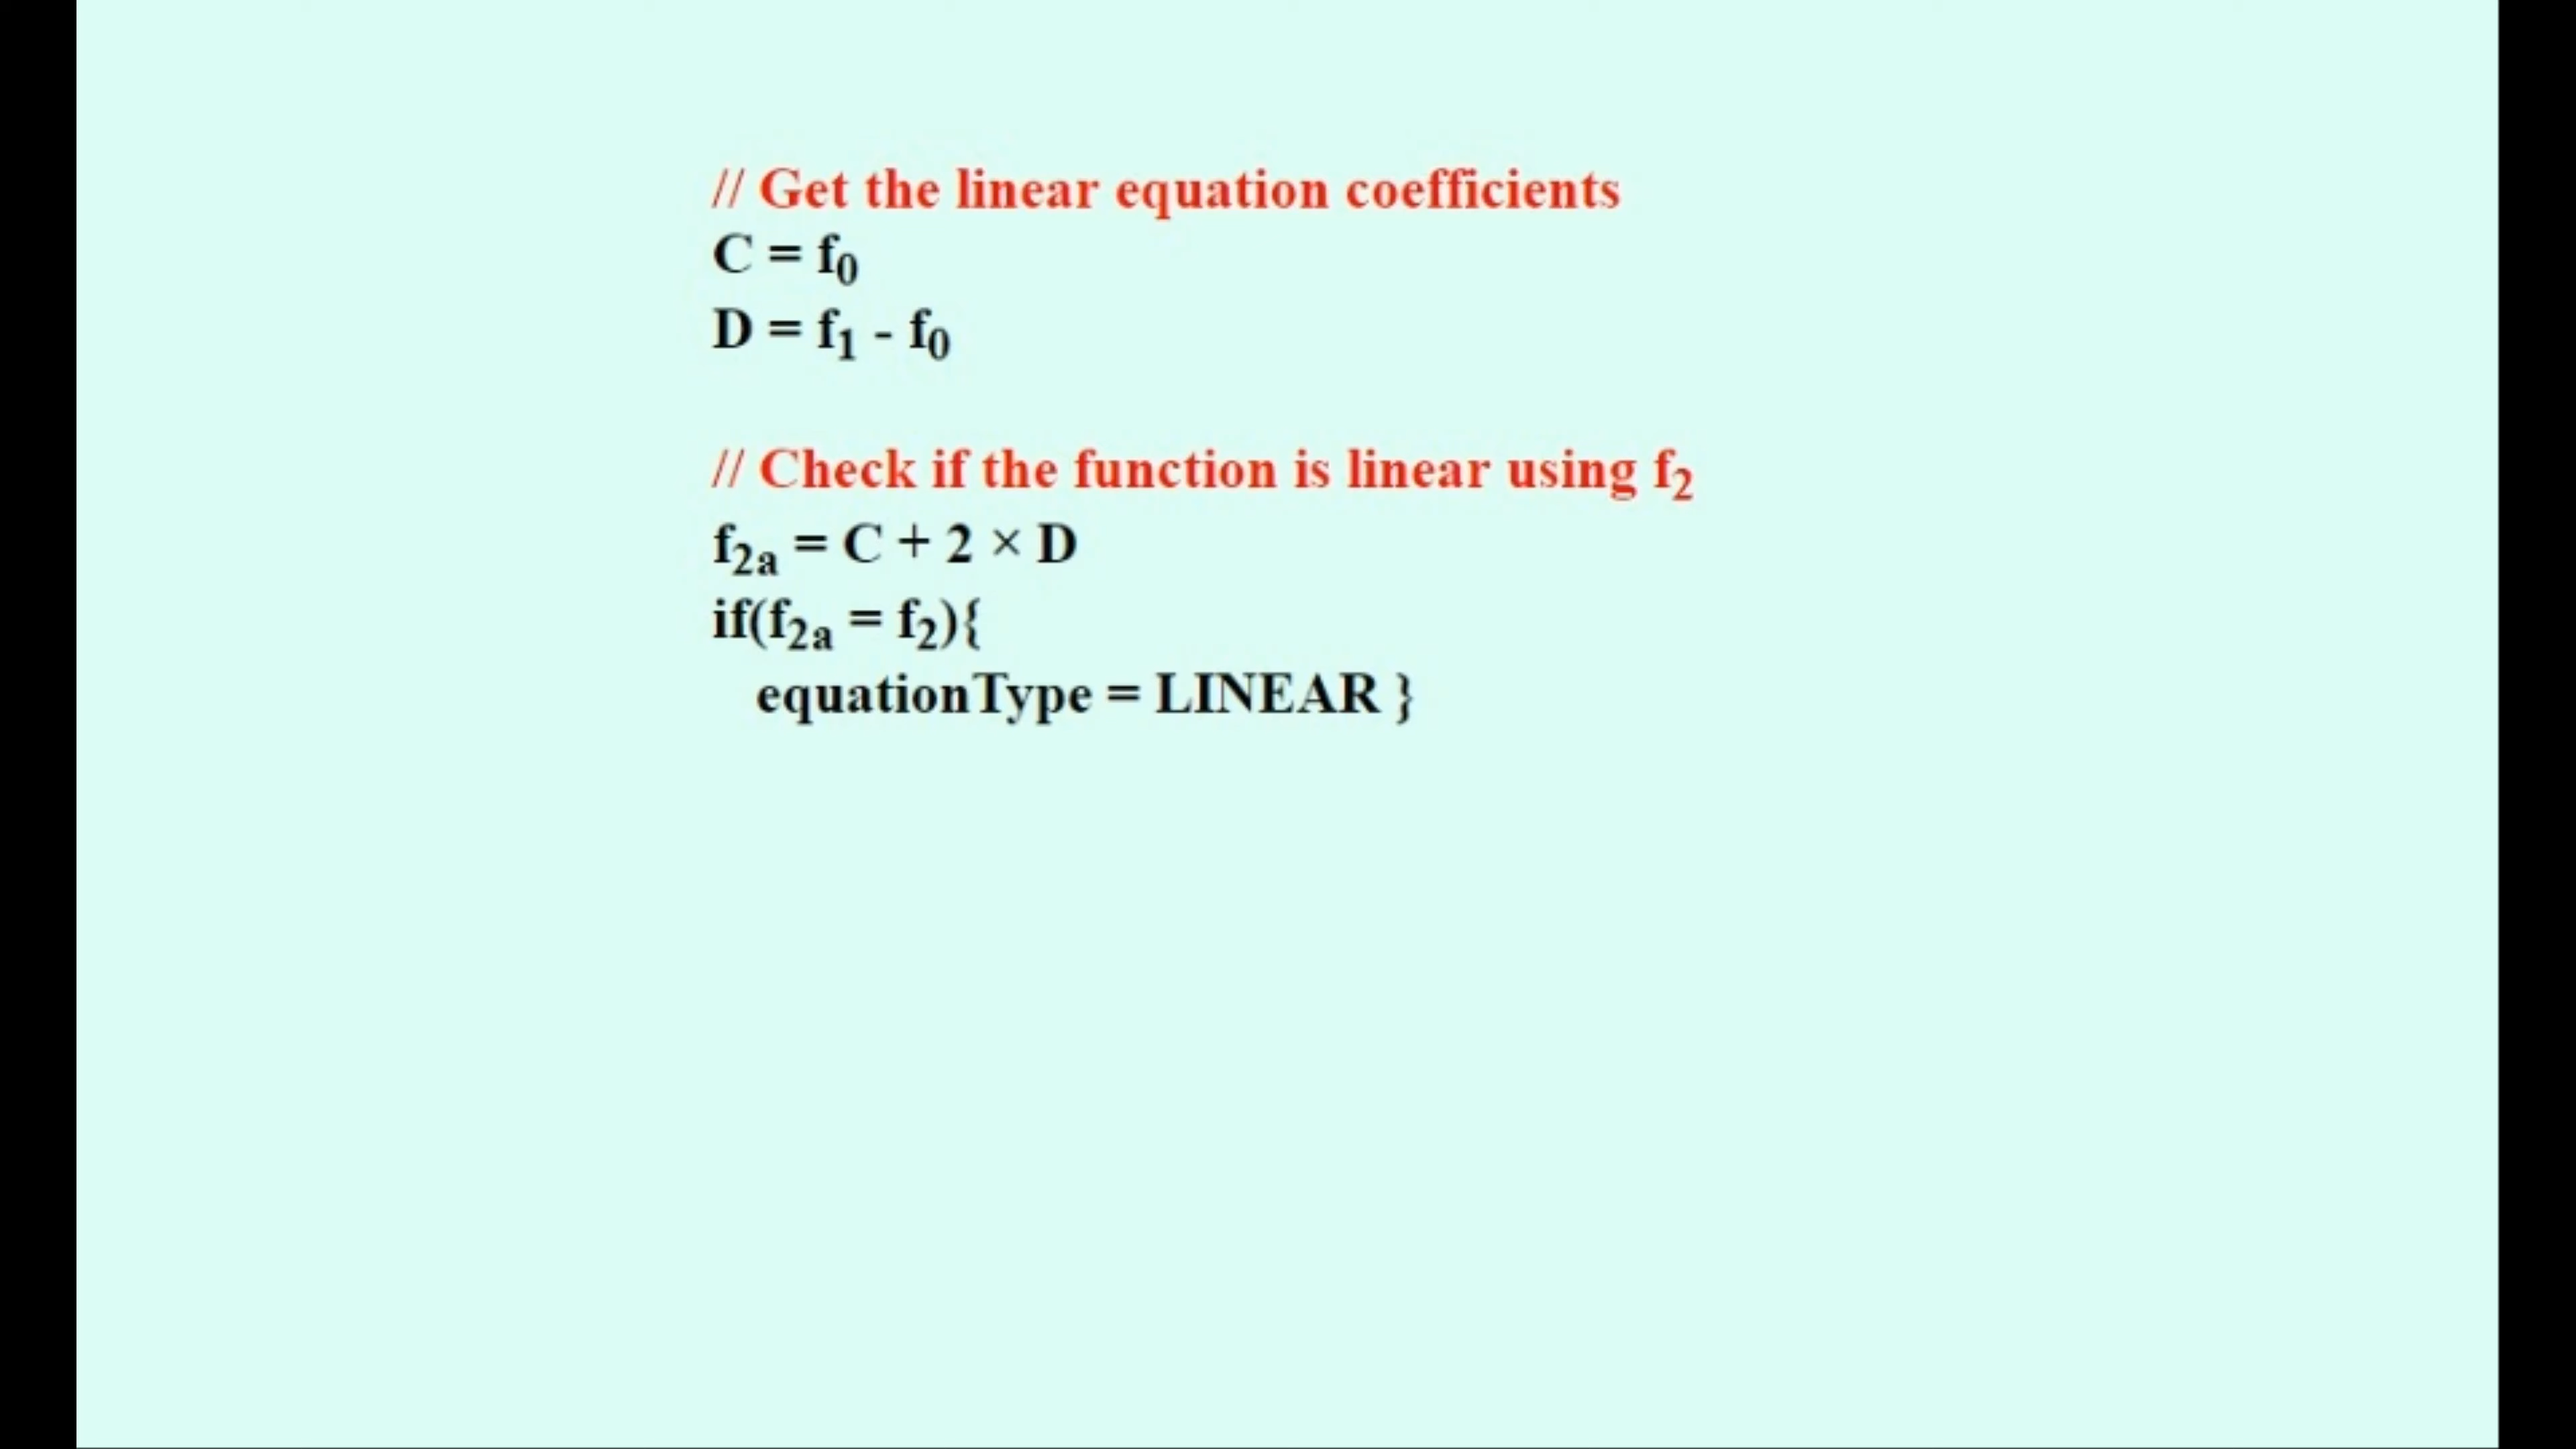 // Get the linear equation coefficients
C = f₀
D = f₁ - f₀
// Check if the function is linear using f₂
f₂ₐ = C + 2 × D
if(f₂ₐ = f₂){
equationType = LINEAR }